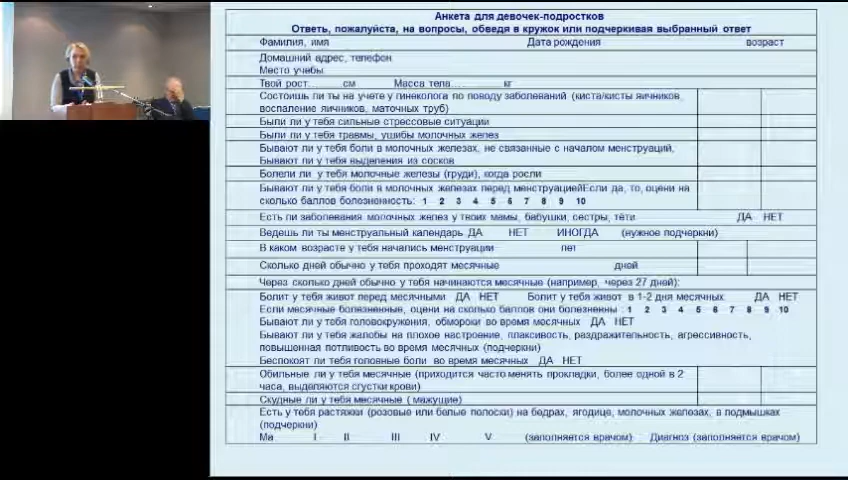 Анкета для девочек-подростков
Ответь, пожалуйста, на вопросы, обведя в кружок или подчеркивая выбранный ответ
Фамилия, имя Дата рождения возраст
Домашний адрес, телефон
Место учебы
Твой рост.........см Масса тела..............кг
Состоишь ли ты на учете у гинеколога по поводу заболеваний (киста/кисты яичников,
воспаление яичников, маточных труб)
Были ли у тебя сильные стрессовые ситуации
Были ли у тебя травмы, ушибы молочных желез
Бывают ли у тебя боли в молочных железах, не связанные с началом менструаций,
Бывают ли у тебя выделения из сосков
Болели ли у тебя молочные железы (груди), когда росли
Бывают ли у тебя боли в молочных железах перед менструациейЕсли да, то, оцени на
сколько баллов болезненность: 1 2 3 4 5 6 7 8 9 10
Есть ли заболевания молочных желез у твоих мамы, бабушки, сестры, тёти ДА НЕТ
Ведешь ли ты менструальный календарь ДА НЕТ ИНОГДА (нужное подчеркни)
В каком возрасте у тебя начались менструации лет
Сколько дней обычно у тебя проходят месячные дней
Через сколько дней обычно у тебя начинаются месячные (например, через 27 дней):
Болит у тебя живот перед месячными ДА НЕТ Болит у тебя живот в 1-2 дня месячных ДА НЕТ
Если месячные болезненные, оцени на сколько баллов они болезненны : 1 2 3 4 5 6 7 8 9 10
Бывают ли у тебя головокружения, обмороки во время месячных ДА НЕТ
Бывают ли у тебя жалобы на плохое настроение, плаксивость, раздражительность, агрессивность,
повышенная потливость во время месячных (подчеркни)
Беспокоят ли тебя головные боли во время месячных ДА НЕТ
Обильные ли у тебя месячные (приходится часто менять прокладки, более одной в 2
часа, выделяются сгустки крови)
Скудные ли у тебя месячные ( мажущие)
Есть у тебя растяжки (розовые или белые полоски) на бедрах, ягодице, молочных железах, в подмышках
(подчеркни)
Ма I II III IV V (заполняется врачом): Диагноз (заполняется врачом)